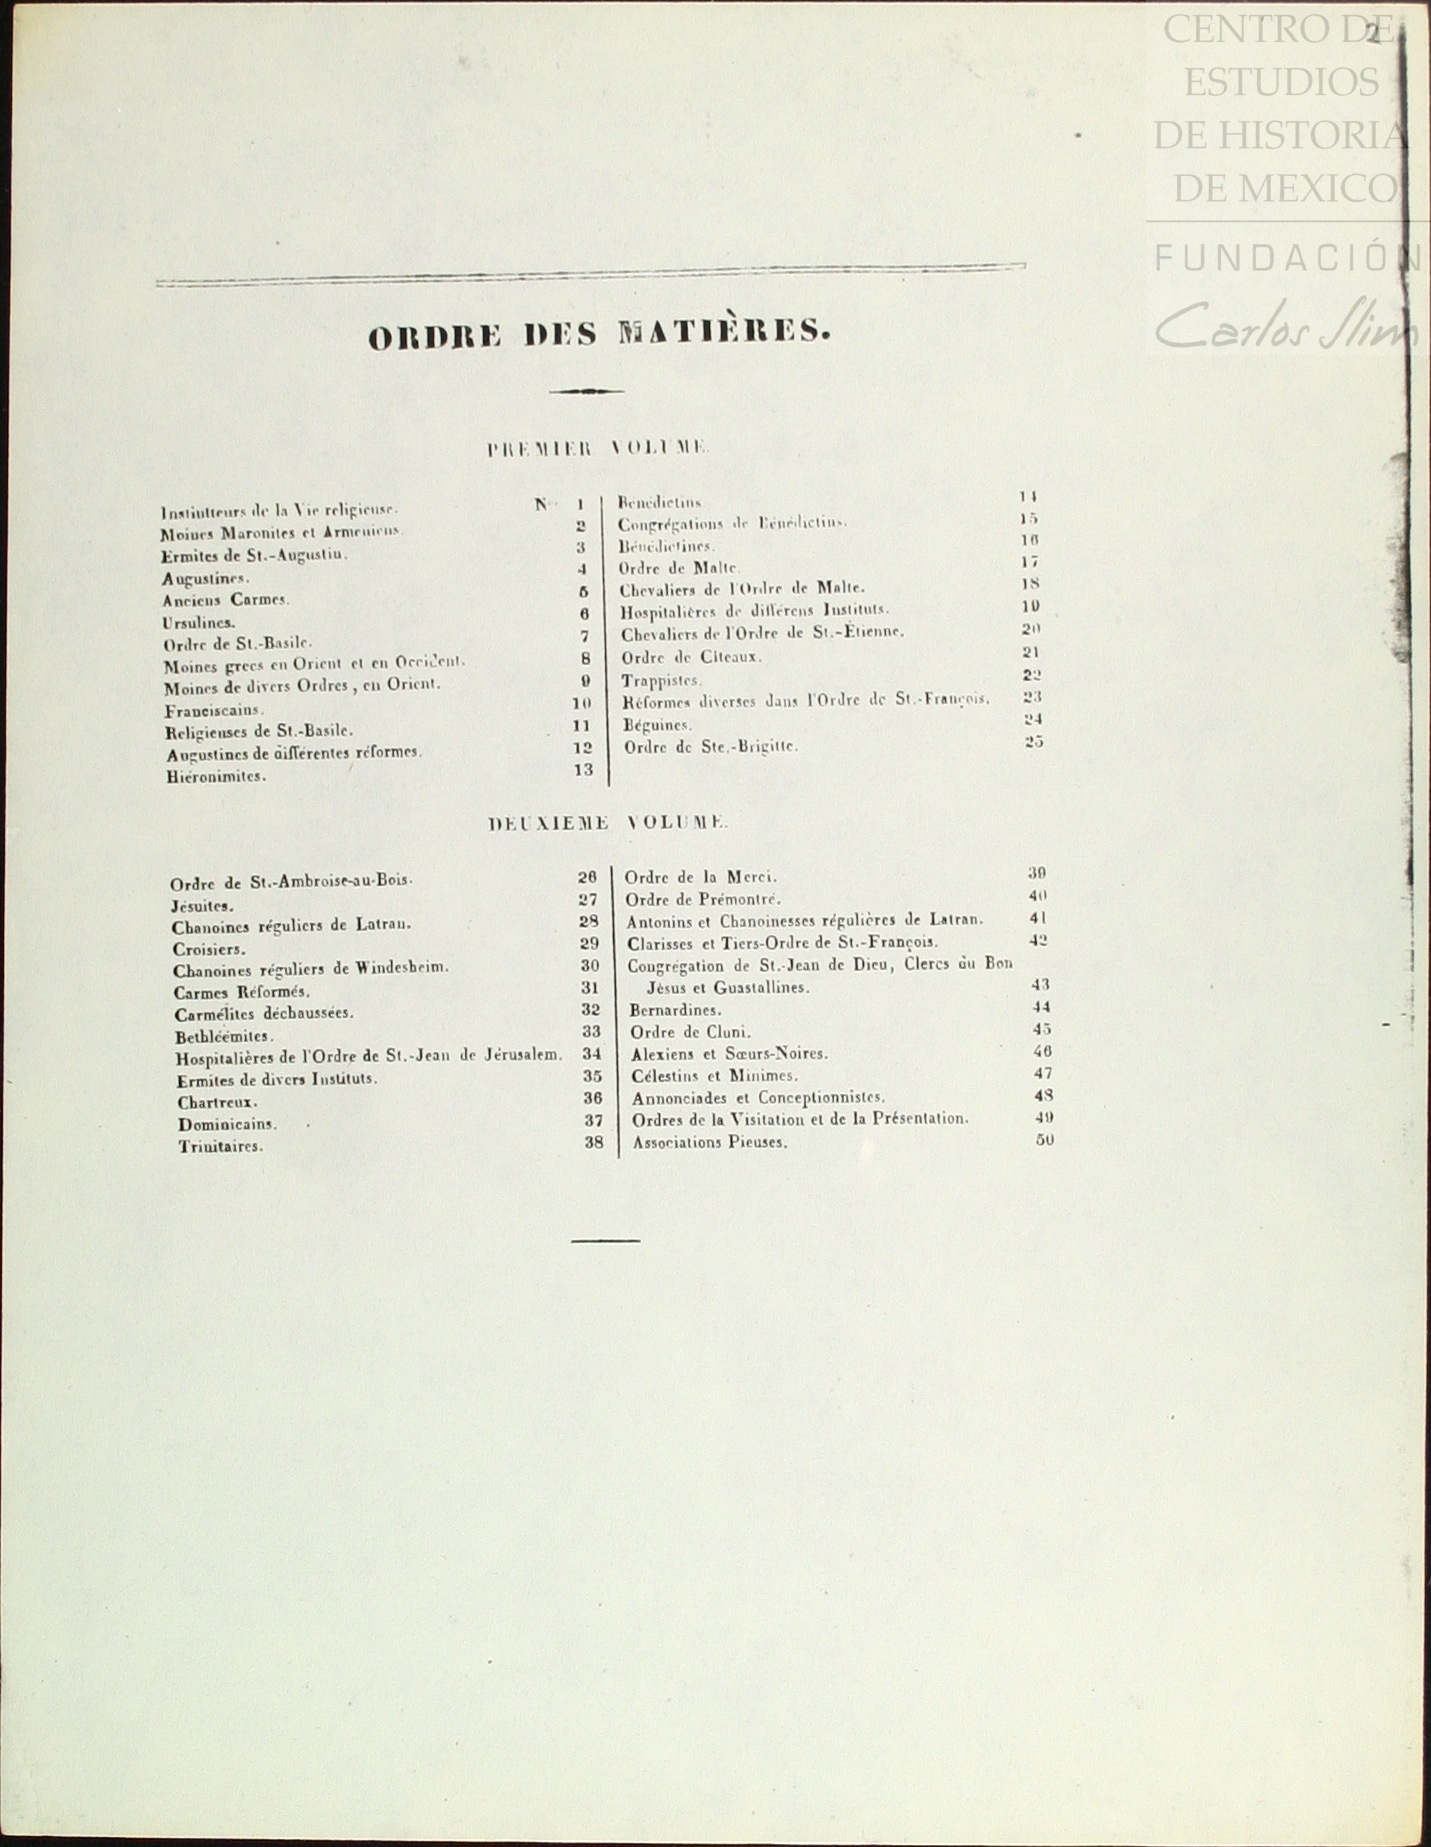 2
CENTRO DE
ESTUDIOS
DE HISTORIA
DE MEXICO
FUNDACIÓN
Carlos Slim
ORDRE DES MATIÈRES.
PREMIER VOLUME.
Instituteurs de la Vie religieuse. Nos 1
Moines Maronites et Armeniens. 2
Ermites de St.-Augustin. 3
Augustines. 4
Anciens Carmes. 5
Ursulines. 6
Ordre de St.-Basile. 7
Moines grecs en Orient et en Occident. 8
Moines de divers Ordres, en Orient. 9
Franciscains. 10
Religieuses de St.-Basile. 11
Augustines de différentes réformes. 12
Hiéronimites. 13
Bénédictins 14
Congrégations de Bénédictins. 15
Bénédictines. 16
Ordre de Malte. 17
Chevaliers de l'Ordre de Malte. 18
Hospitalières de différens Instituts. 19
Chevaliers de l'Ordre de St.-Étienne. 20
Ordre de Cîteaux. 21
Trappistes. 22
Réformes diverses dans l'Ordre de St.-François. 23
Béguines. 24
Ordre de Ste.-Brigitte. 25
DEUXIEME VOLUME.
Ordre de St.-Ambroise-au-Bois. 26
Jésuites. 27
Chanoines réguliers de Latran. 28
Croisiers. 29
Chanoines réguliers de Windesheim. 30
Carmes Réformés. 31
Carmélites déchaussées. 32
Bethléémites. 33
Hospitalières de l'Ordre de St.-Jean de Jérusalem. 34
Ermites de divers Instituts. 35
Chartreux. 36
Dominicains. 37
Trinitaires. 38
Ordre de la Merci. 39
Ordre de Prémontré. 40
Antonins et Chanoinesses régulières de Latran. 41
Clarisses et Tiers-Ordre de St.-François. 42
Congrégation de St.-Jean de Dieu, Clercs du Bon
Jésus et Guastallines. 43
Bernardines. 44
Ordre de Cluni. 45
Alexiens et Sœurs-Noires. 46
Célestins et Minimes. 47
Annonciades et Conceptionnistes. 48
Ordres de la Visitation et de la Présentation. 49
Associations Pieuses. 50